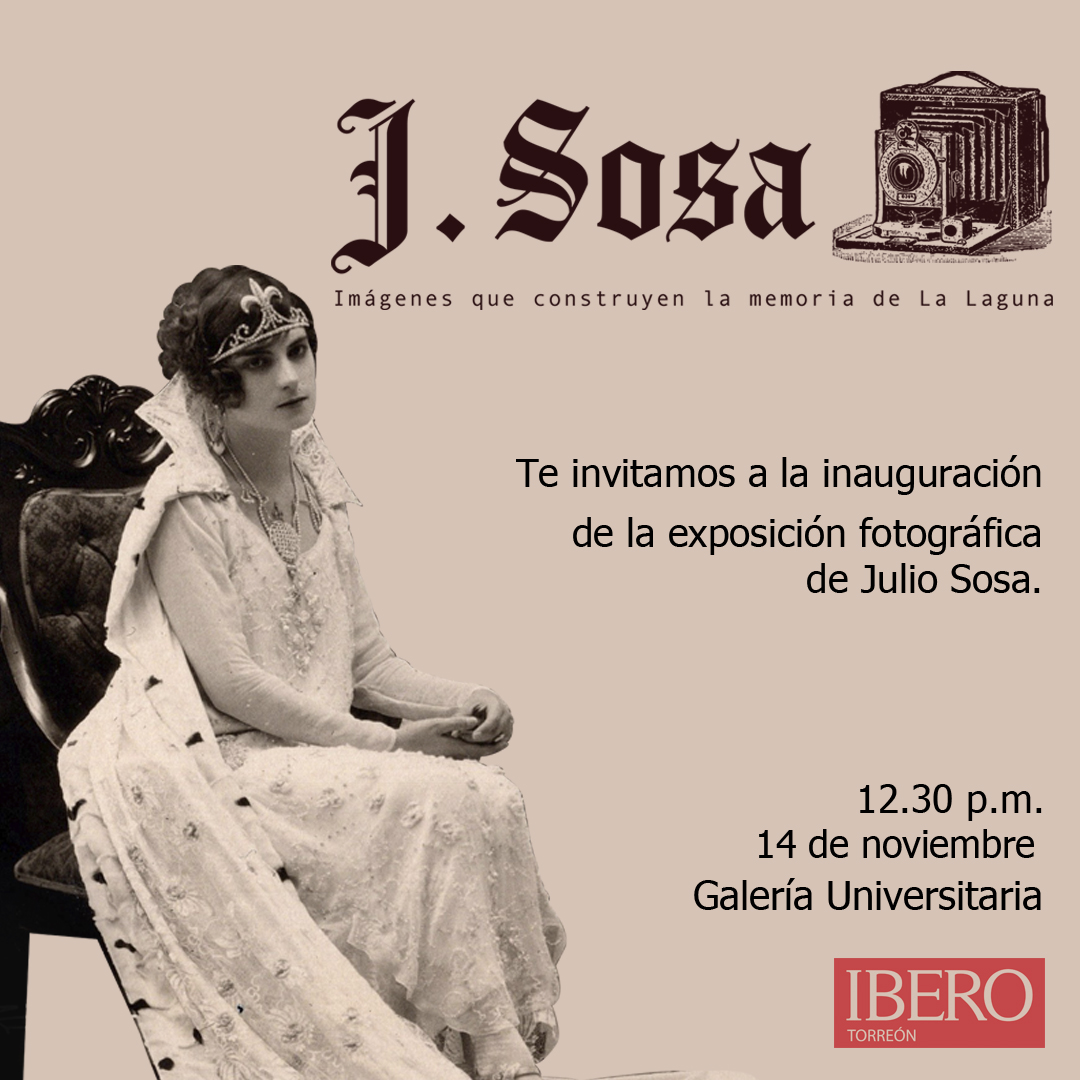 J. Sosa
Imágenes que construyen la memoria de La Laguna
Te invitamos a la inauguración
de la exposición fotográfica
de Julio Sosa.
12.30 p.m.
14 de noviembre
Galería Universitaria
IBERO
TORREÓN